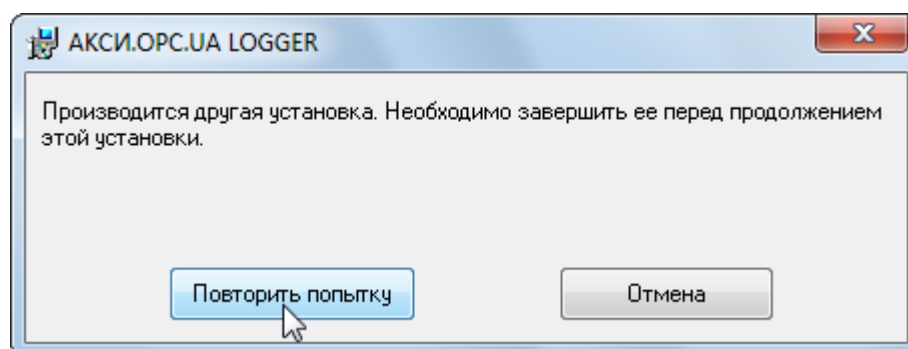 АКСИ.OPC.UA LOGGER
Производится другая установка. Необходимо завершить ее перед продолжением
этой установки.
Повторить попытку
Отмена